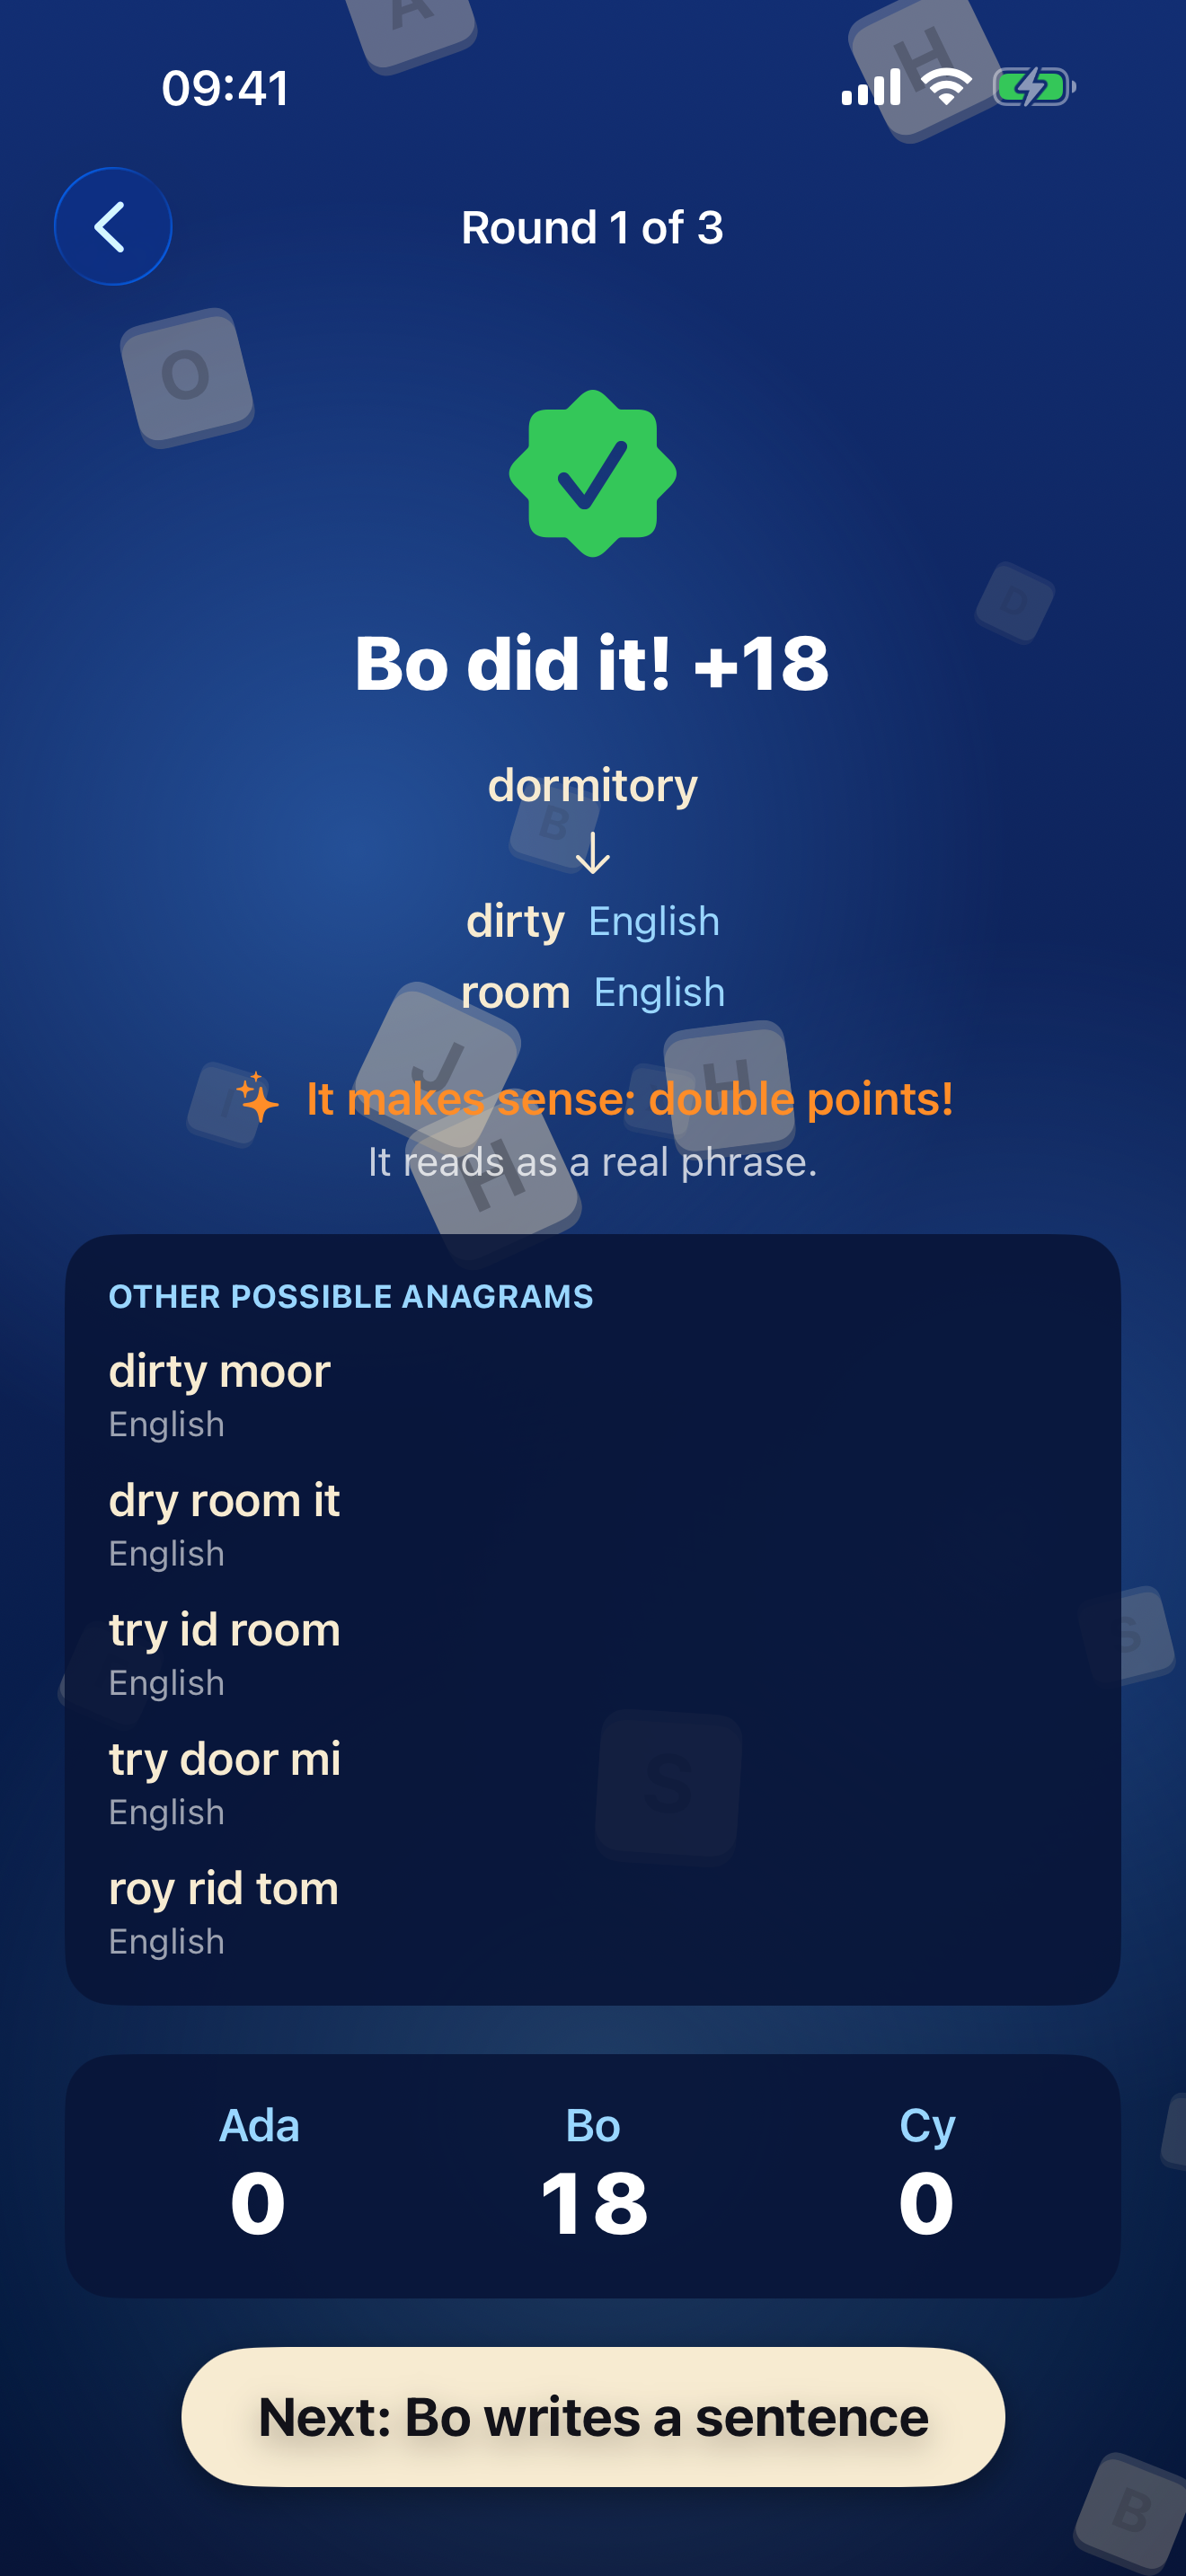 A
H
09:41
Round 1 of 3
O
D
Bo did it! +18
dormitory
B
↓
dirty English
room English
J
H
It makes sense: double points!
It reads as a real phrase.
H
OTHER POSSIBLE ANAGRAMS
dirty moor
English
dry room it
English
try id room
English
S
try door mi
English
S
roy rid tom
English
Ada Bo Cy
0 18 0
Next: Bo writes a sentence
B